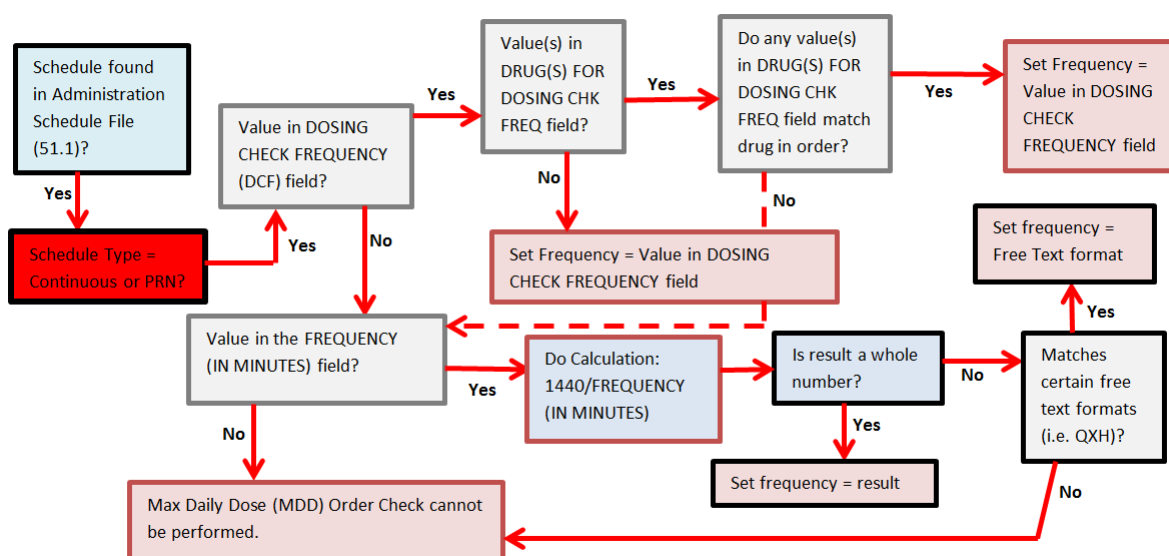 Schedule found
in Administration
Schedule File
(51.1)?
Yes
Schedule Type =
Continuous or PRN?
Yes
Value in DOSING
CHECK FREQUENCY
(DCF) field?
Yes
No
Value(s) in
DRUG(S) FOR
DOSING CHK
FREQ field?
Yes
No
Do any value(s)
in DRUG(S) FOR
DOSING CHK
FREQ field match
drug in order?
Yes
No
Set Frequency =
Value in DOSING
CHECK
FREQUENCY field
Set Frequency = Value in DOSING
CHECK FREQUENCY field
Value in the FREQUENCY
(IN MINUTES) field?
Yes
No
Do Calculation:
1440/FREQUENCY
(IN MINUTES)
Is result a whole
number?
No
Yes
Set frequency = result
Matches
certain free
text formats
(i.e. QXH)?
Yes
No
Set frequency =
Free Text format
Max Daily Dose (MDD) Order Check cannot
be performed.